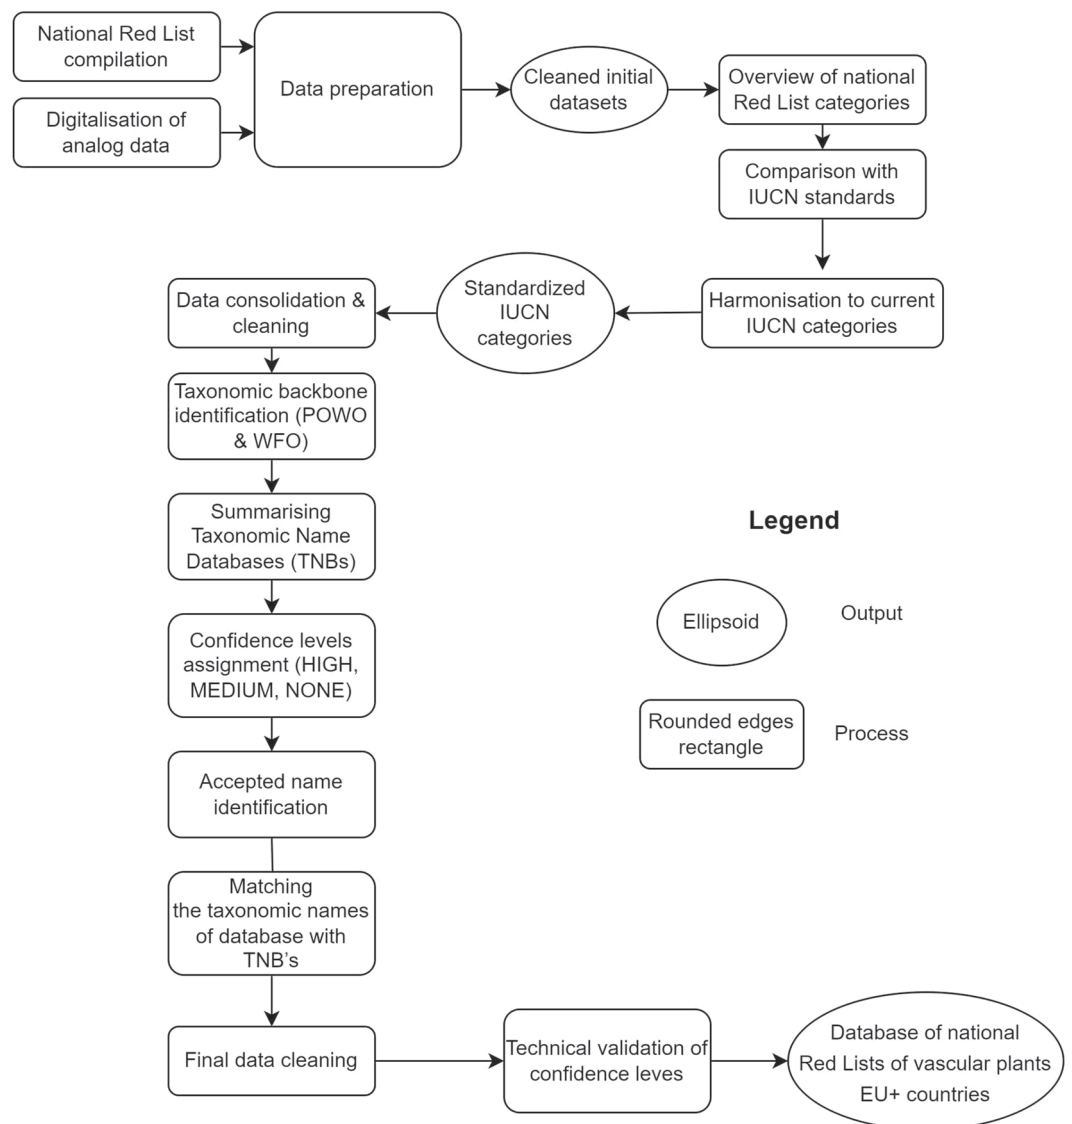 National Red List
compilation
Digitalisation of
analog data
Data preparation
Cleaned initial
datasets
Overview of national
Red List categories
Comparison with
IUCN standards
Harmonisation to current
IUCN categories
Standardized
IUCN
categories
Data consolidation &
cleaning
Taxonomic backbone
identification (POWO
& WFO)
Summarising
Taxonomic Name
Databases (TNBs)
Confidence levels
assignment (HIGH,
MEDIUM, NONE)
Accepted name
identification
Matching
the taxonomic names
of database with
TNB's
Final data cleaning
Technical validation of
confidence leves
Database of national
Red Lists of vascular plants
EU+ countries
Legend
Ellipsoid
Output
Rounded edges
rectangle
Process